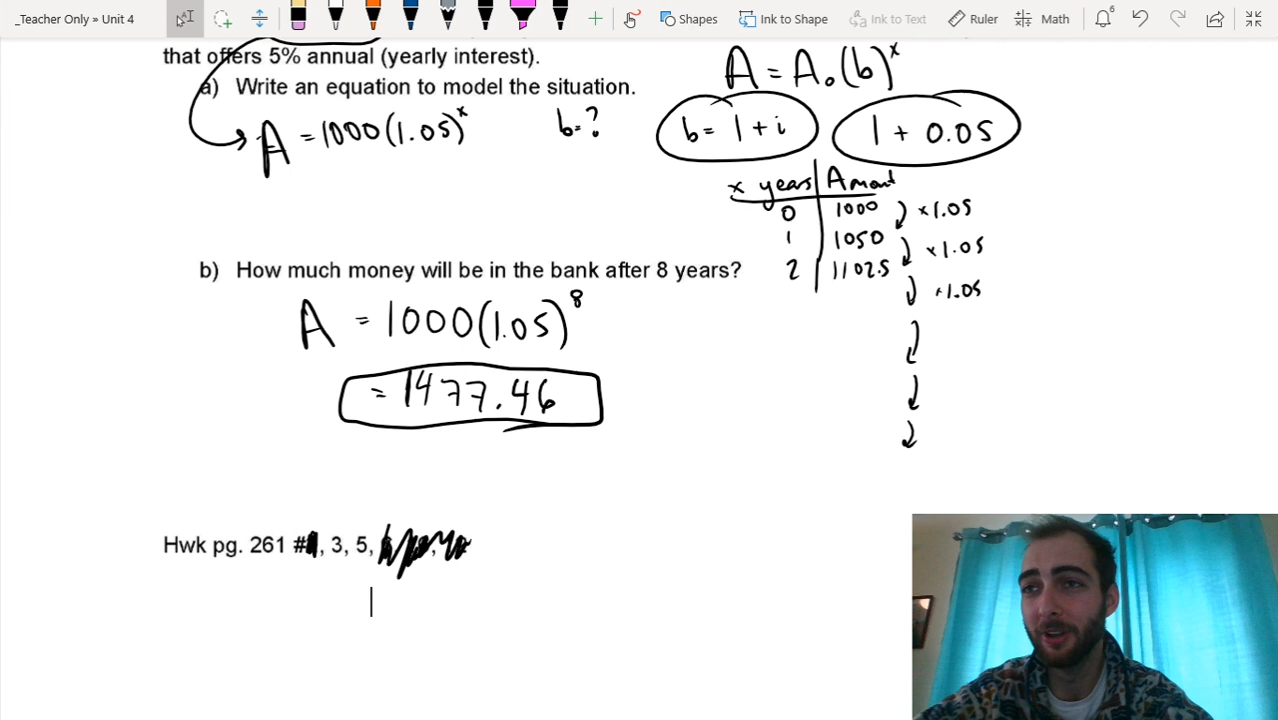 _Teacher Only » Unit 4
Shapes Ink to Shape Ink to Text Ruler Math 6
that offers 5% annual (yearly interest).
a) Write an equation to model the situation.
A = 1000(1.05)^x
b=?
A = A₀(b)^x
b = 1 + i
1 + 0.05
x years Amount
0 1000 ×1.05
1 1050 ×1.05
2 1102.5 ×1.05
b) How much money will be in the bank after 8 years?
A = 1000(1.05)^8
= 1477.46
Hwk pg. 261 # , 3, 5,